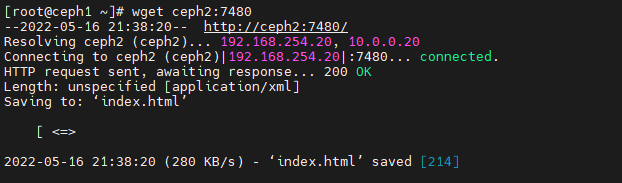 [root@ceph1 ~]# wget ceph2:7480
--2022-05-16 21:38:20--  http://ceph2:7480/
Resolving ceph2 (ceph2)... 192.168.254.20, 10.0.0.20
Connecting to ceph2 (ceph2)|192.168.254.20|:7480... connected.
HTTP request sent, awaiting response... 200 OK
Length: unspecified [application/xml]
Saving to: ‘index.html’
[ <=>
2022-05-16 21:38:20 (280 KB/s) - ‘index.html’ saved [214]